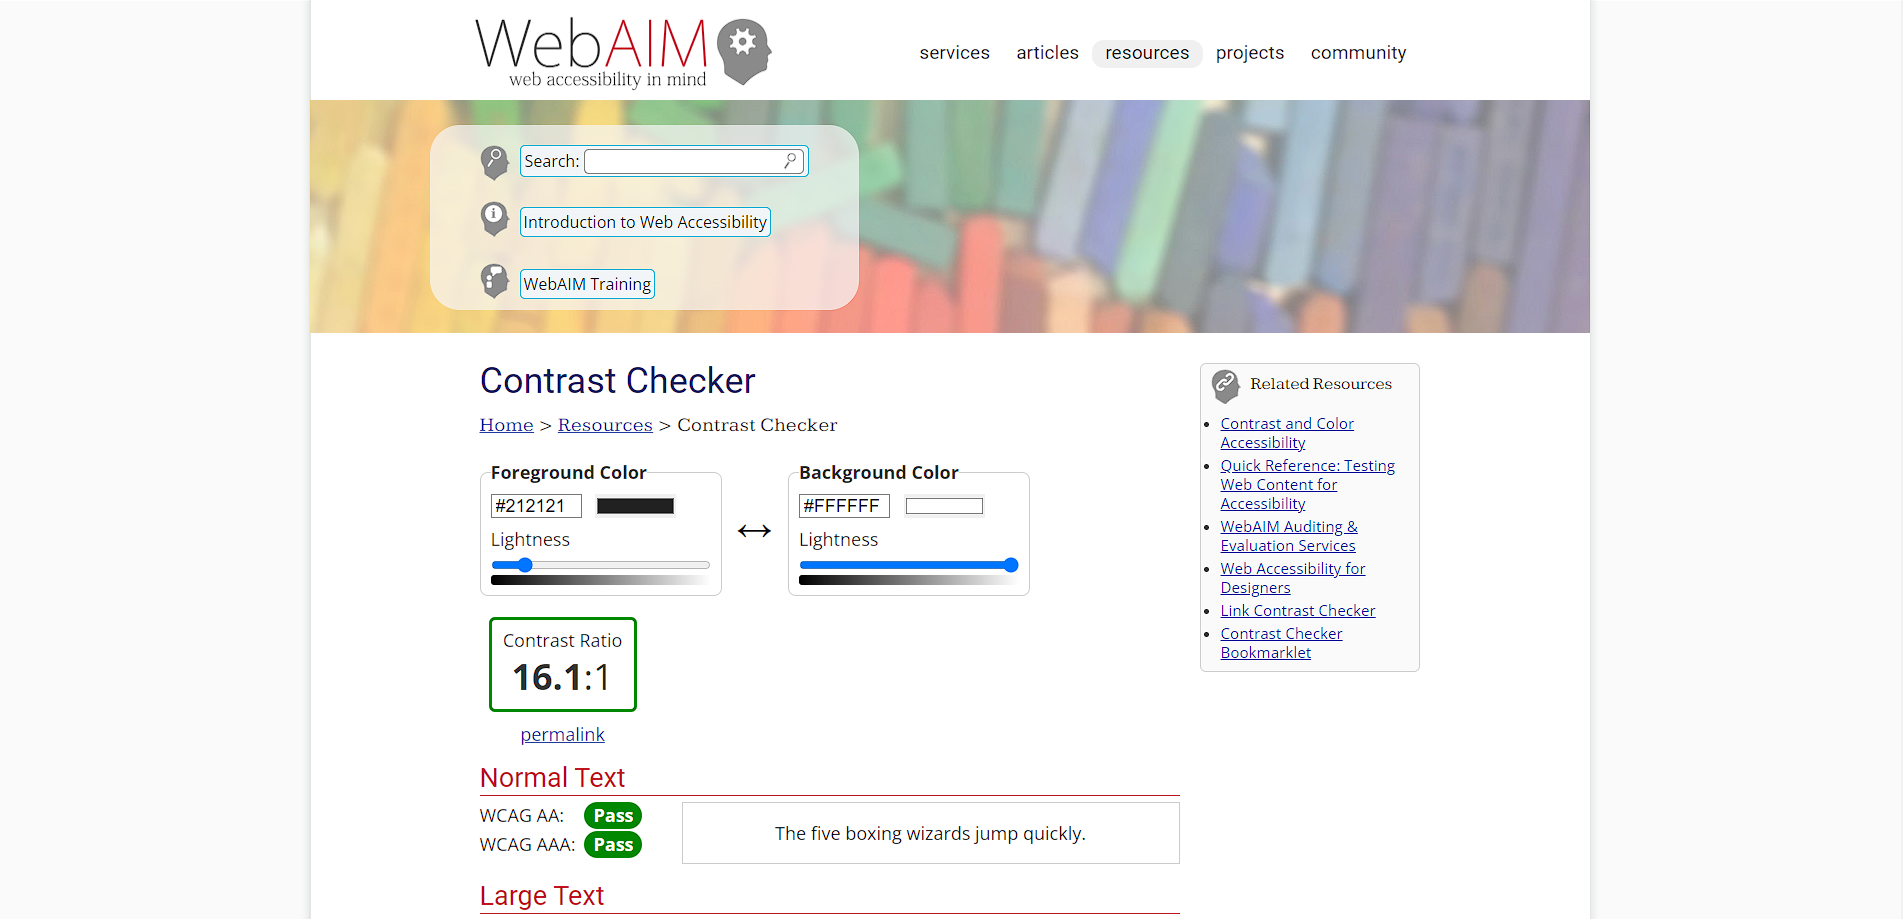 WebAIM
web accessibility in mind
services articles resources projects community
Search:
Introduction to Web Accessibility
WebAIM Training
Contrast Checker
Home > Resources > Contrast Checker
Foreground Color
#212121
Lightness
Background Color
#FFFFFF
Lightness
Contrast Ratio
16.1:1
permalink
Normal Text
WCAG AA: Pass
WCAG AAA: Pass
The five boxing wizards jump quickly.
Large Text
Related Resources
Contrast and Color
Accessibility
Quick Reference: Testing
Web Content for
Accessibility
WebAIM Auditing &
Evaluation Services
Web Accessibility for
Designers
Link Contrast Checker
Contrast Checker
Bookmarklet